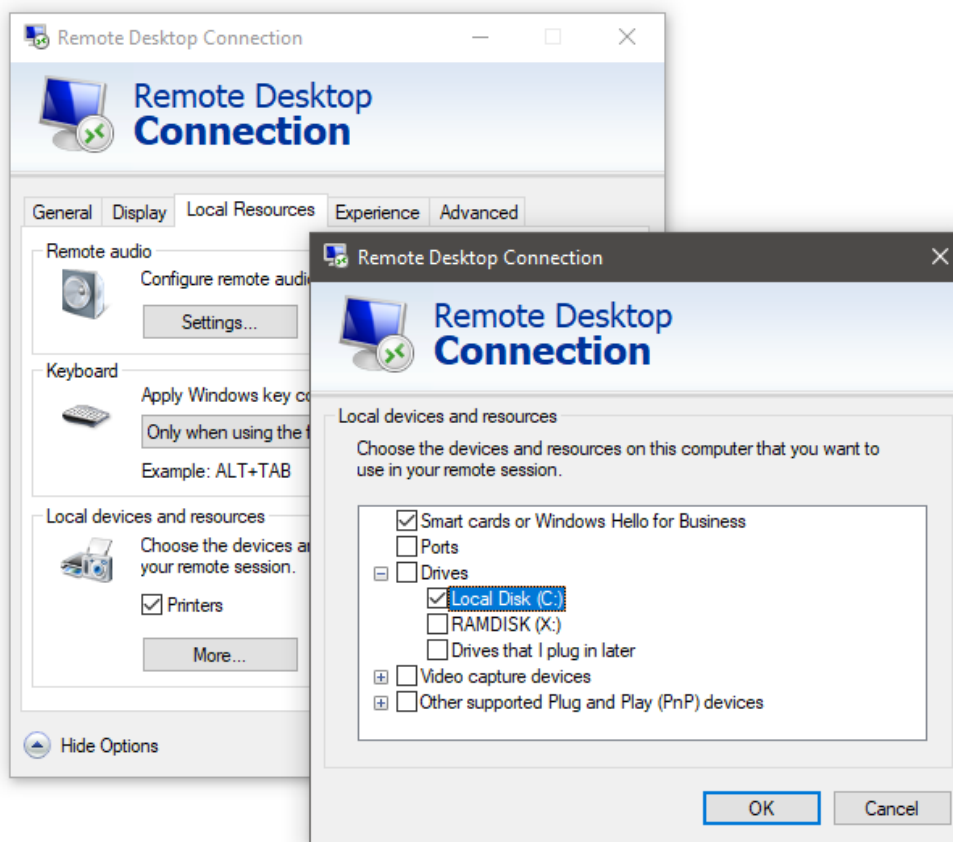 Remote Desktop Connection
Remote Desktop
Connection
General Display Local Resources Experience Advanced
Remote audio
Configure remote audio
Settings...
Keyboard
Apply Windows key
Only when using the
Example: ALT+TAB
Local devices and resources
Choose the devices
your remote session.
Printers
More...
Hide Options
Remote Desktop Connection
Remote Desktop
Connection
Local devices and resources
Choose the devices and resources on this computer that you want to
use in your remote session.
Smart cards or Windows Hello for Business
Ports
Drives
Local Disk (C:)
RAMDISK (X:)
Drives that I plug in later
Video capture devices
Other supported Plug and Play (PnP) devices
OK Cancel